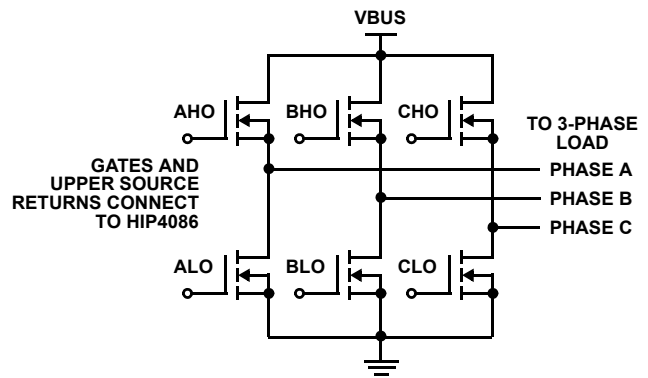 VBUS
AHO
BHO
CHO
TO 3-PHASE
LOAD
GATES AND
UPPER SOURCE
RETURNS CONNECT
TO HIP4086
PHASE A
PHASE B
PHASE C
ALO
BLO
CLO